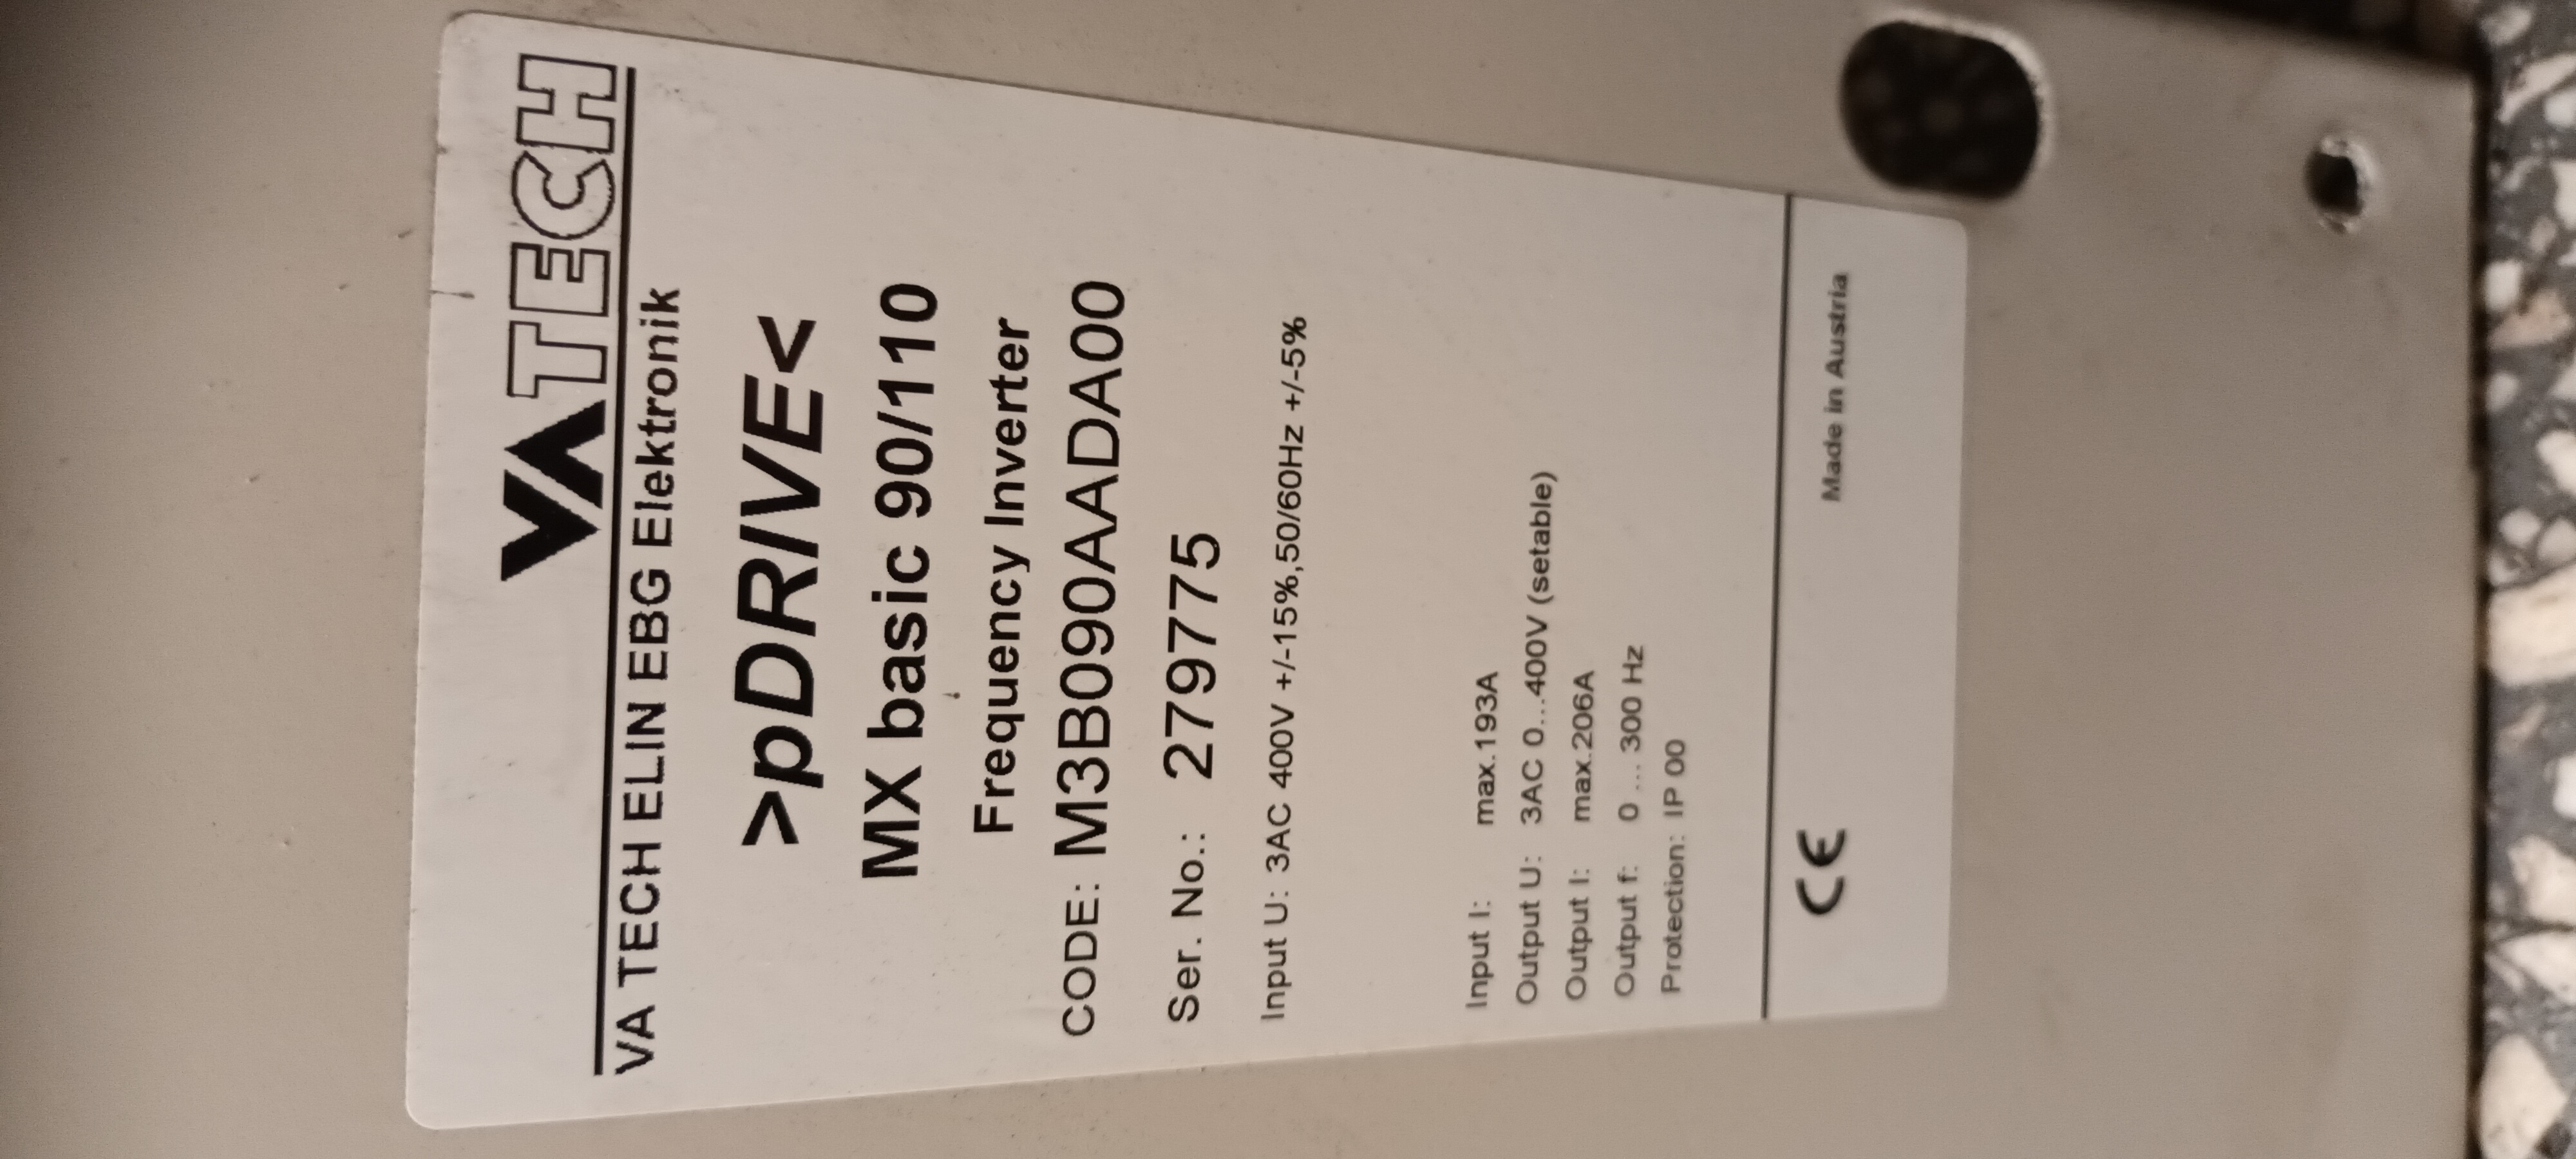 VA TECH
VA TECH ELIN EBG Elektronik
>pDRIVE<
MX basic 90/110
Frequency Inverter
CODE: M3B090AADA00
Ser. No.: 279775
Input U: 3AC 400V +/-15%,50/60Hz +/-5%
Input I: max.193A
Output U: 3AC 0...400V (setable)
Output I: max.206A
Output f: 0 ... 300 Hz
Protection: IP 00
CE Made in Austria